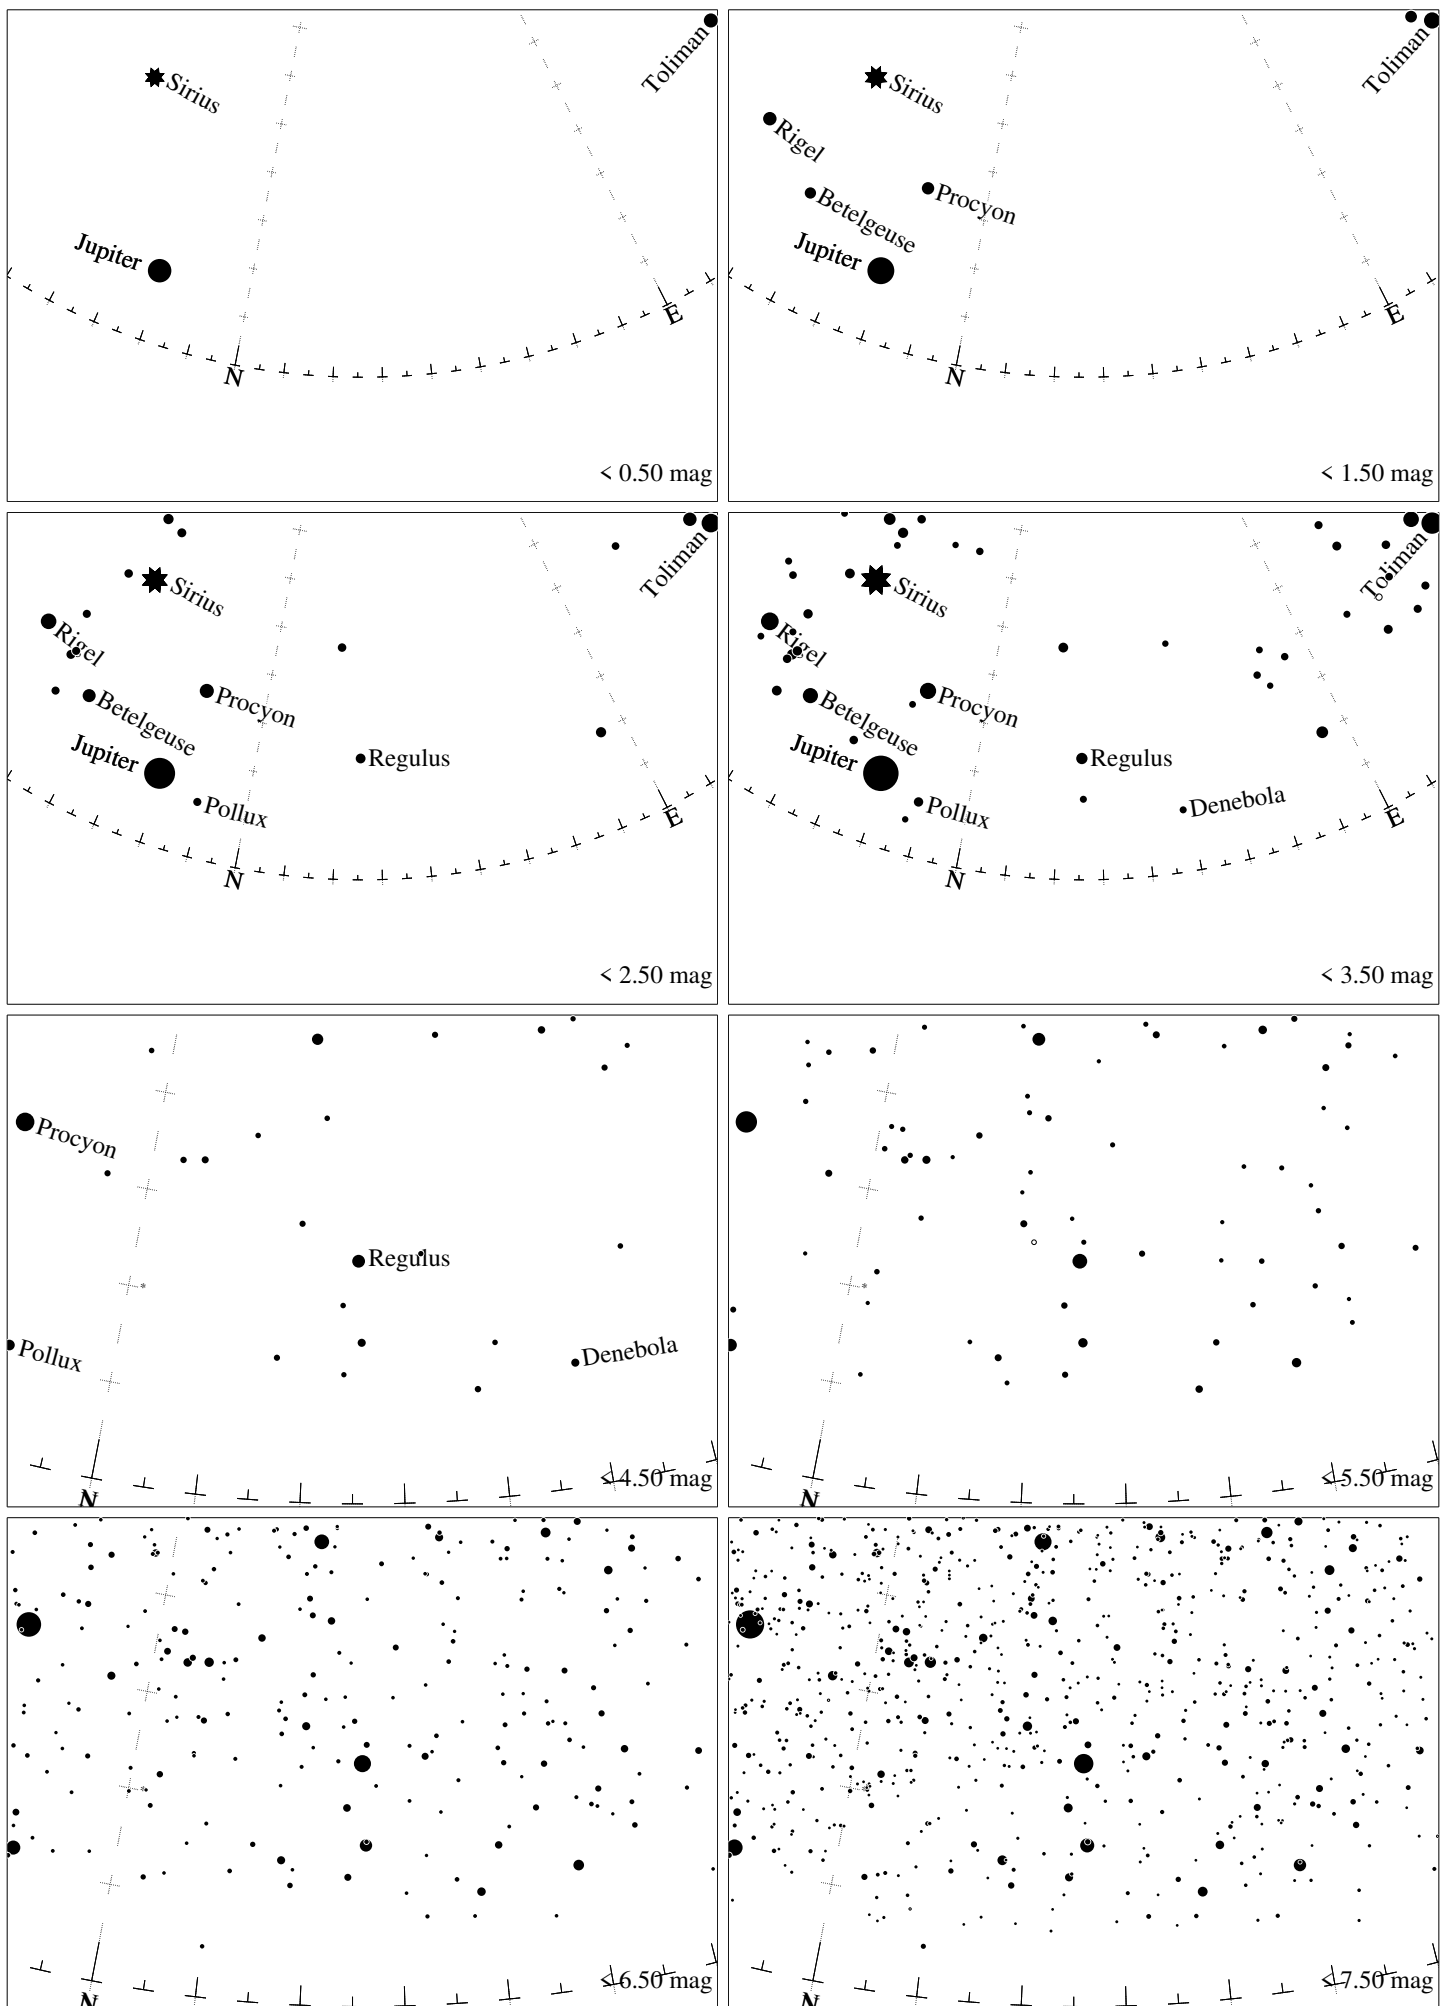 Toliman
Sirius
Jupiter
E
N
< 0.50 mag
Toliman
Sirius
Rigel
Procyon
Betelgeuse
Jupiter
E
N
< 1.50 mag
Toliman
Sirius
Rigel
Procyon
Betelgeuse
Jupiter
Regulus
Pollux
E
N
< 2.50 mag
Toliman
Sirius
Rigel
Procyon
Betelgeuse
Jupiter
Regulus
Pollux
Denebola
E
N
< 3.50 mag
Procyon
Regulus
Pollux
Denebola
< 4.50 mag
N
< 5.50 mag
N
< 6.50 mag
N
< 7.50 mag
N